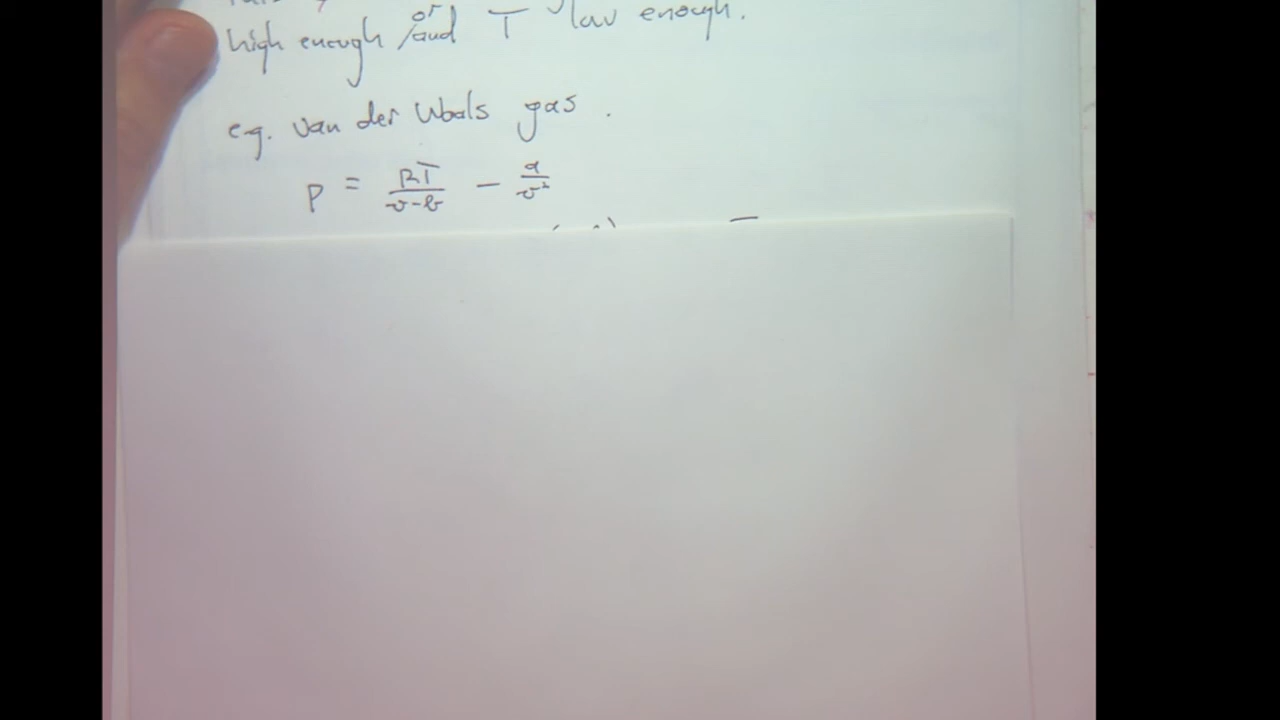 high enough /and or T low enough.
e.g. van der Waals gas.
P = RT/(v-b) - a/v²